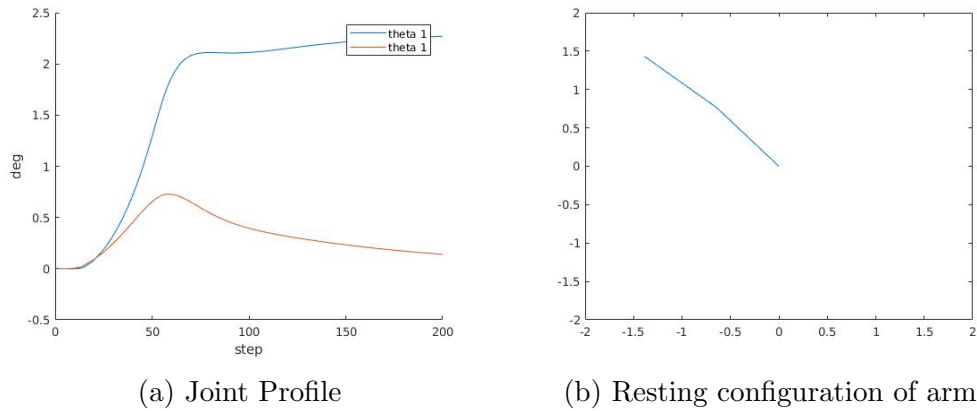 2.5
2
1.5
1
0.5
0
-0.5
deg
0 50 100 150 200
step
theta 1
theta 1
(a) Joint Profile
2
1.5
1
0.5
0
-0.5
-1
-1.5
-2
-2 -1.5 -1 -0.5 0 0.5 1 1.5 2
(b) Resting configuration of arm